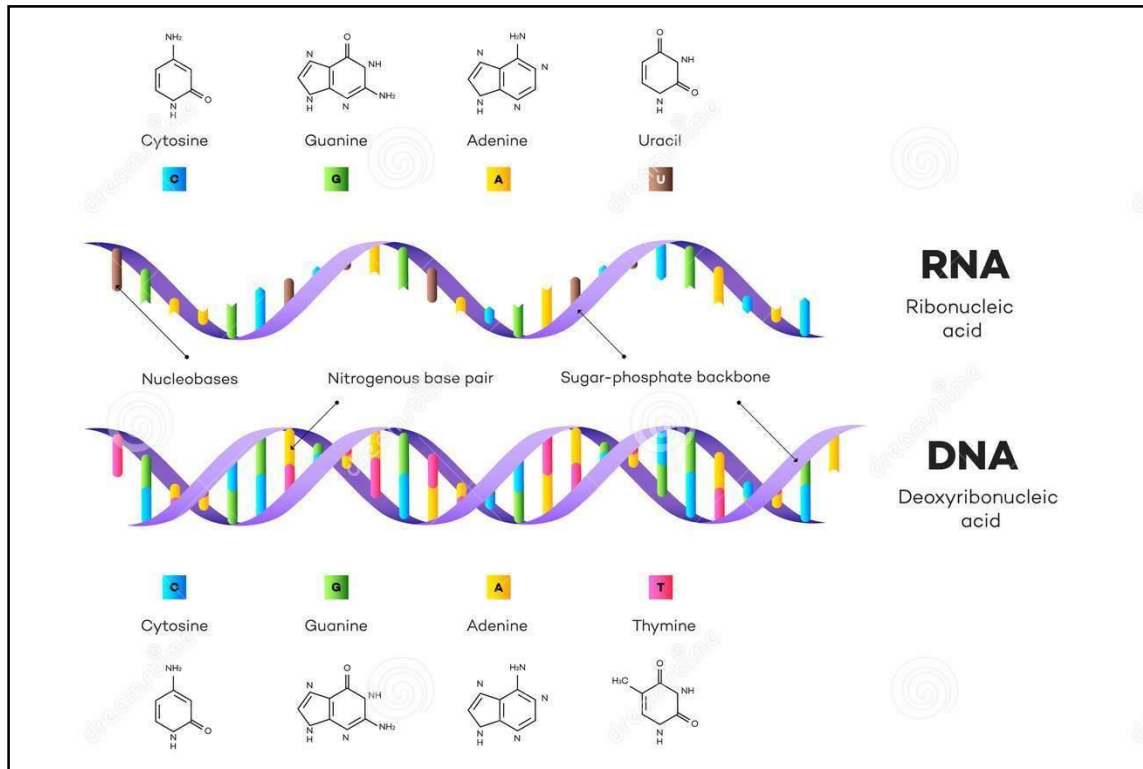 NH₂
O
N
H
Cytosine
C
O
N
NH
N
H
N
NH₂
Guanine
G
H₂N
N
N
N
H
N
Adenine
A
O
NH
O
N
H
Uracil
U
RNA
Ribonucleic
acid
Nucleobases
Nitrogenous base pair
Sugar-phosphate backbone
DNA
Deoxyribonucleic
acid
C
Cytosine
NH₂
O
N
H
G
Guanine
O
N
NH
N
H
N
NH₂
A
Adenine
H₂N
N
N
N
H
N
T
Thymine
O
H₃C
NH
O
N
H
dreamstime